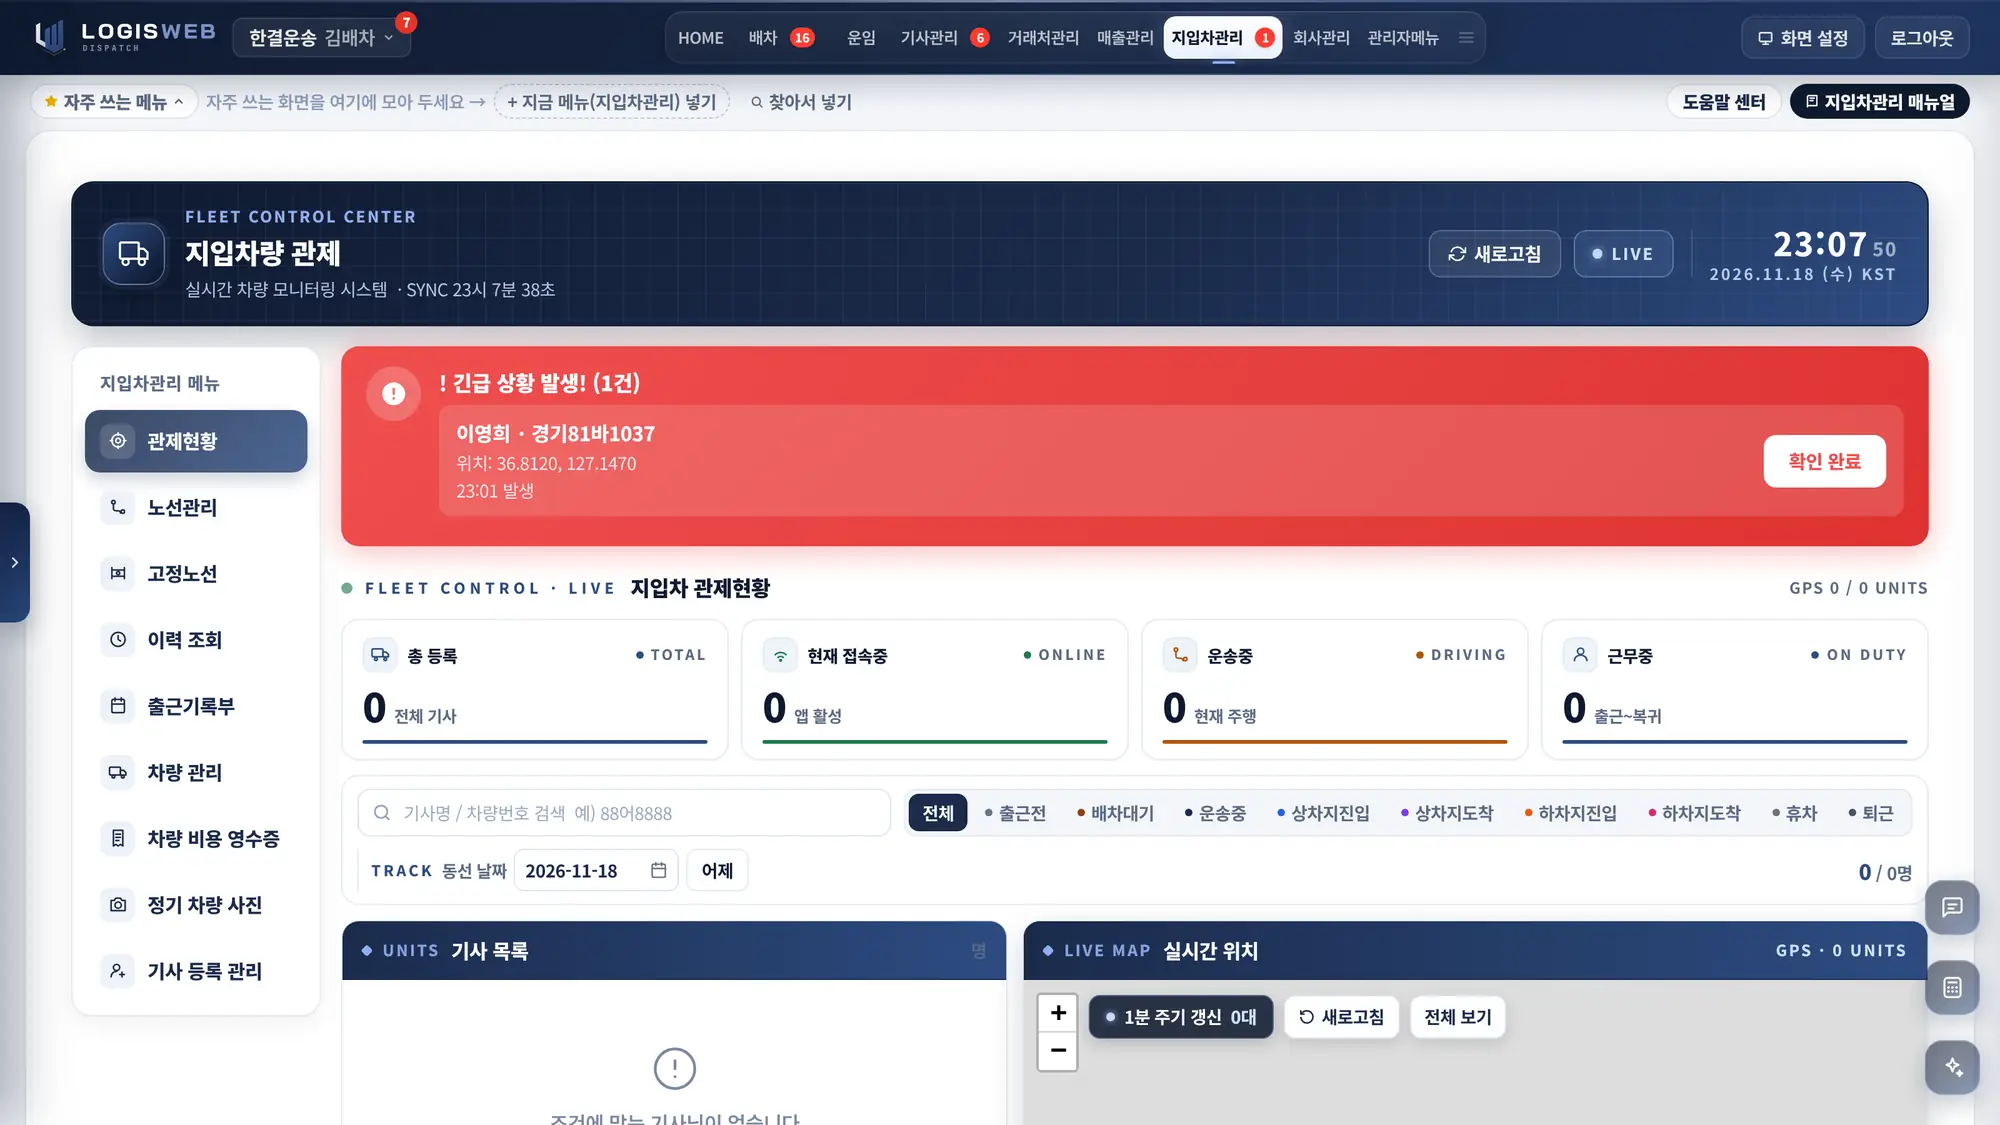 LOGISWEB
DISPATCH
한결운송 김배차
7
HOME
배차 16
운임
기사관리 6
거래처관리
매출관리
지입차관리 1
회사관리
관리자메뉴
화면 설정
로그아웃
자주 쓰는 메뉴
자주 쓰는 화면을 여기에 모아 두세요 →
+ 지금 메뉴(지입차관리) 넣기
찾아서 넣기
도움말 센터
지입차관리 매뉴얼
FLEET CONTROL CENTER
지입차량 관제
실시간 차량 모니터링 시스템 · SYNC 23시 7분 38초
새로고침
LIVE
23:07 50
2026.11.18 (수) KST
지입차관리 메뉴
관제현황
노선관리
고정노선
이력 조회
출근기록부
차량 관리
차량 비용 영수증
정기 차량 사진
기사 등록 관리
! 긴급 상황 발생! (1건)
이영희 · 경기81바1037
위치: 36.8120, 127.1470
23:01 발생
확인 완료
FLEET CONTROL · LIVE 지입차 관제현황
GPS 0 / 0 UNITS
총 등록 TOTAL
0 전체 기사
현재 접속중 ONLINE
0 앱 활성
운송중 DRIVING
0 현재 주행
근무중 ON DUTY
0 출근~복귀
기사명 / 차량번호 검색 예) 88어8888
전체
출근전
배차대기
운송중
상차지진입
상차지도착
하차지진입
하차지도착
휴차
퇴근
TRACK 동선 날짜 2026-11-18 어제
0 / 0명
UNITS 기사 목록 명
LIVE MAP 실시간 위치 GPS · 0 UNITS
+
−
1분 주기 갱신 0대
새로고침
전체 보기
조건에 맞는 기사님이 없습니다